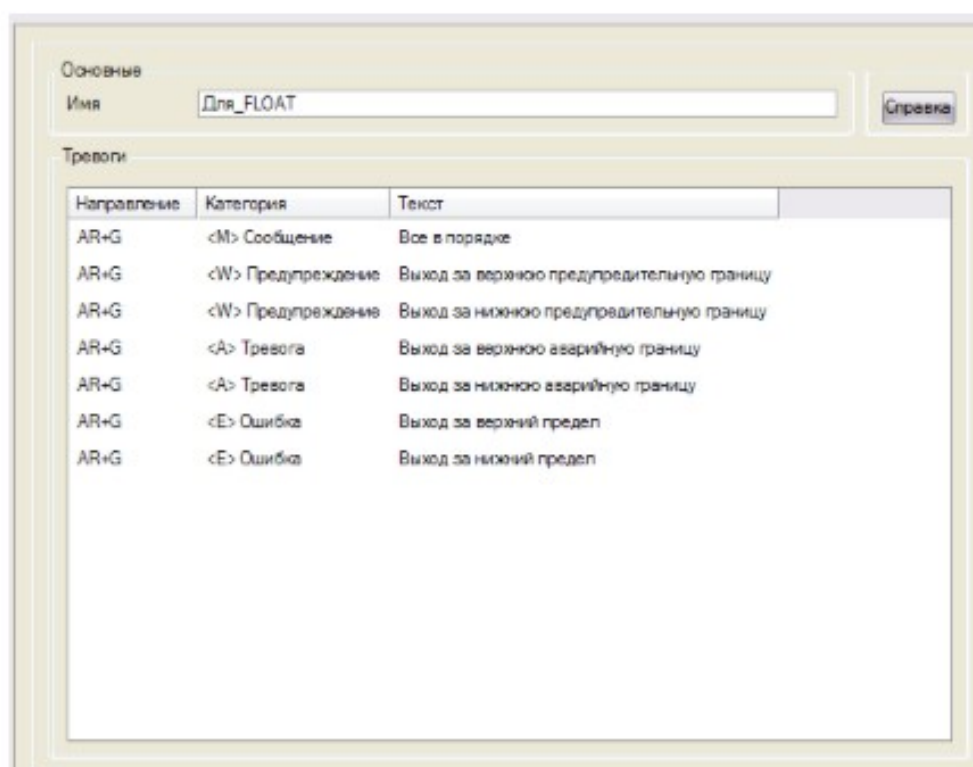 Основные
Имя Для_FLOAT Справка
Тревоги
Направление Категория Текст
AR+G <M> Сообщение Все в порядке
AR+G <W> Предупреждение Выход за верхнюю предупредительную границу
AR+G <W> Предупреждение Выход за нижнюю предупредительную границу
AR+G <A> Тревога Выход за верхнюю аварийную границу
AR+G <A> Тревога Выход за нижнюю аварийную границу
AR+G <E> Ошибка Выход за верхний предел
AR+G <E> Ошибка Выход за нижний предел